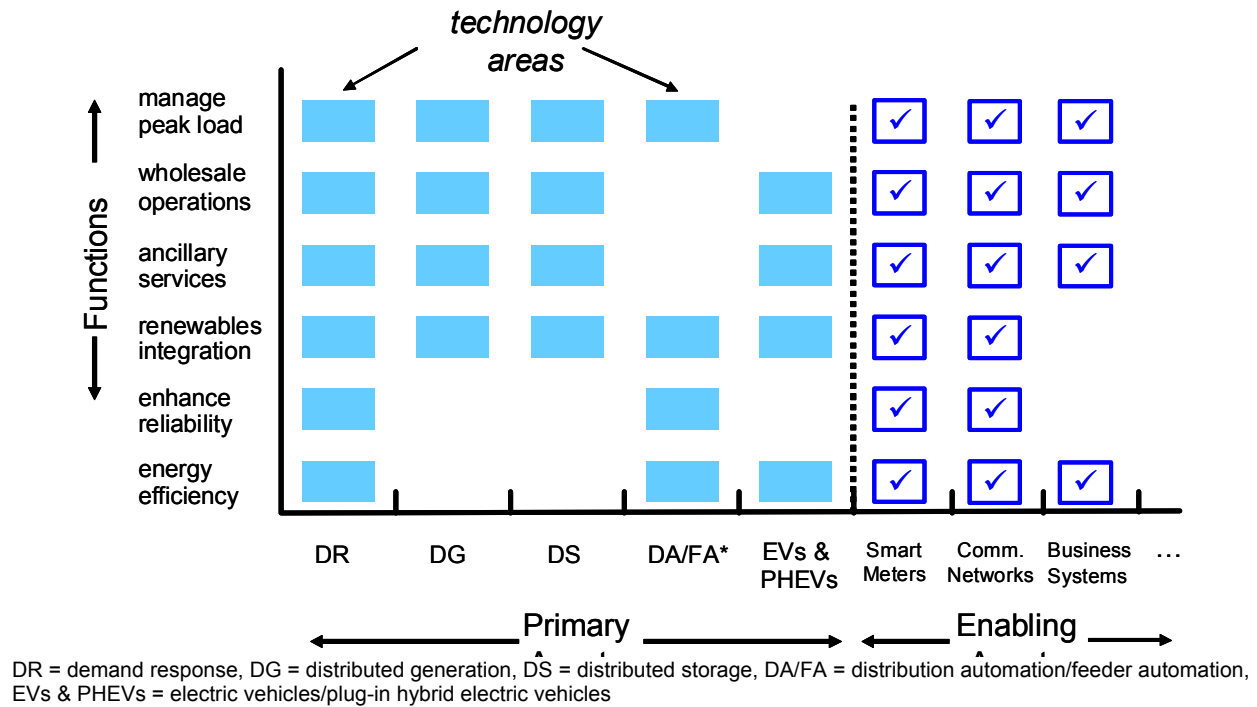 technology
areas
manage
peak load
wholesale
operations
ancillary
services
renewables
integration
enhance
reliability
energy
efficiency
Functions
DR
DG
DS
DA/FA*
EVs &
PHEVs
Smart
Meters
Comm.
Networks
Business
Systems
...
Primary
Enabling
DR = demand response, DG = distributed generation, DS = distributed storage, DA/FA = distribution automation/feeder automation,
EVs & PHEVs = electric vehicles/plug-in hybrid electric vehicles